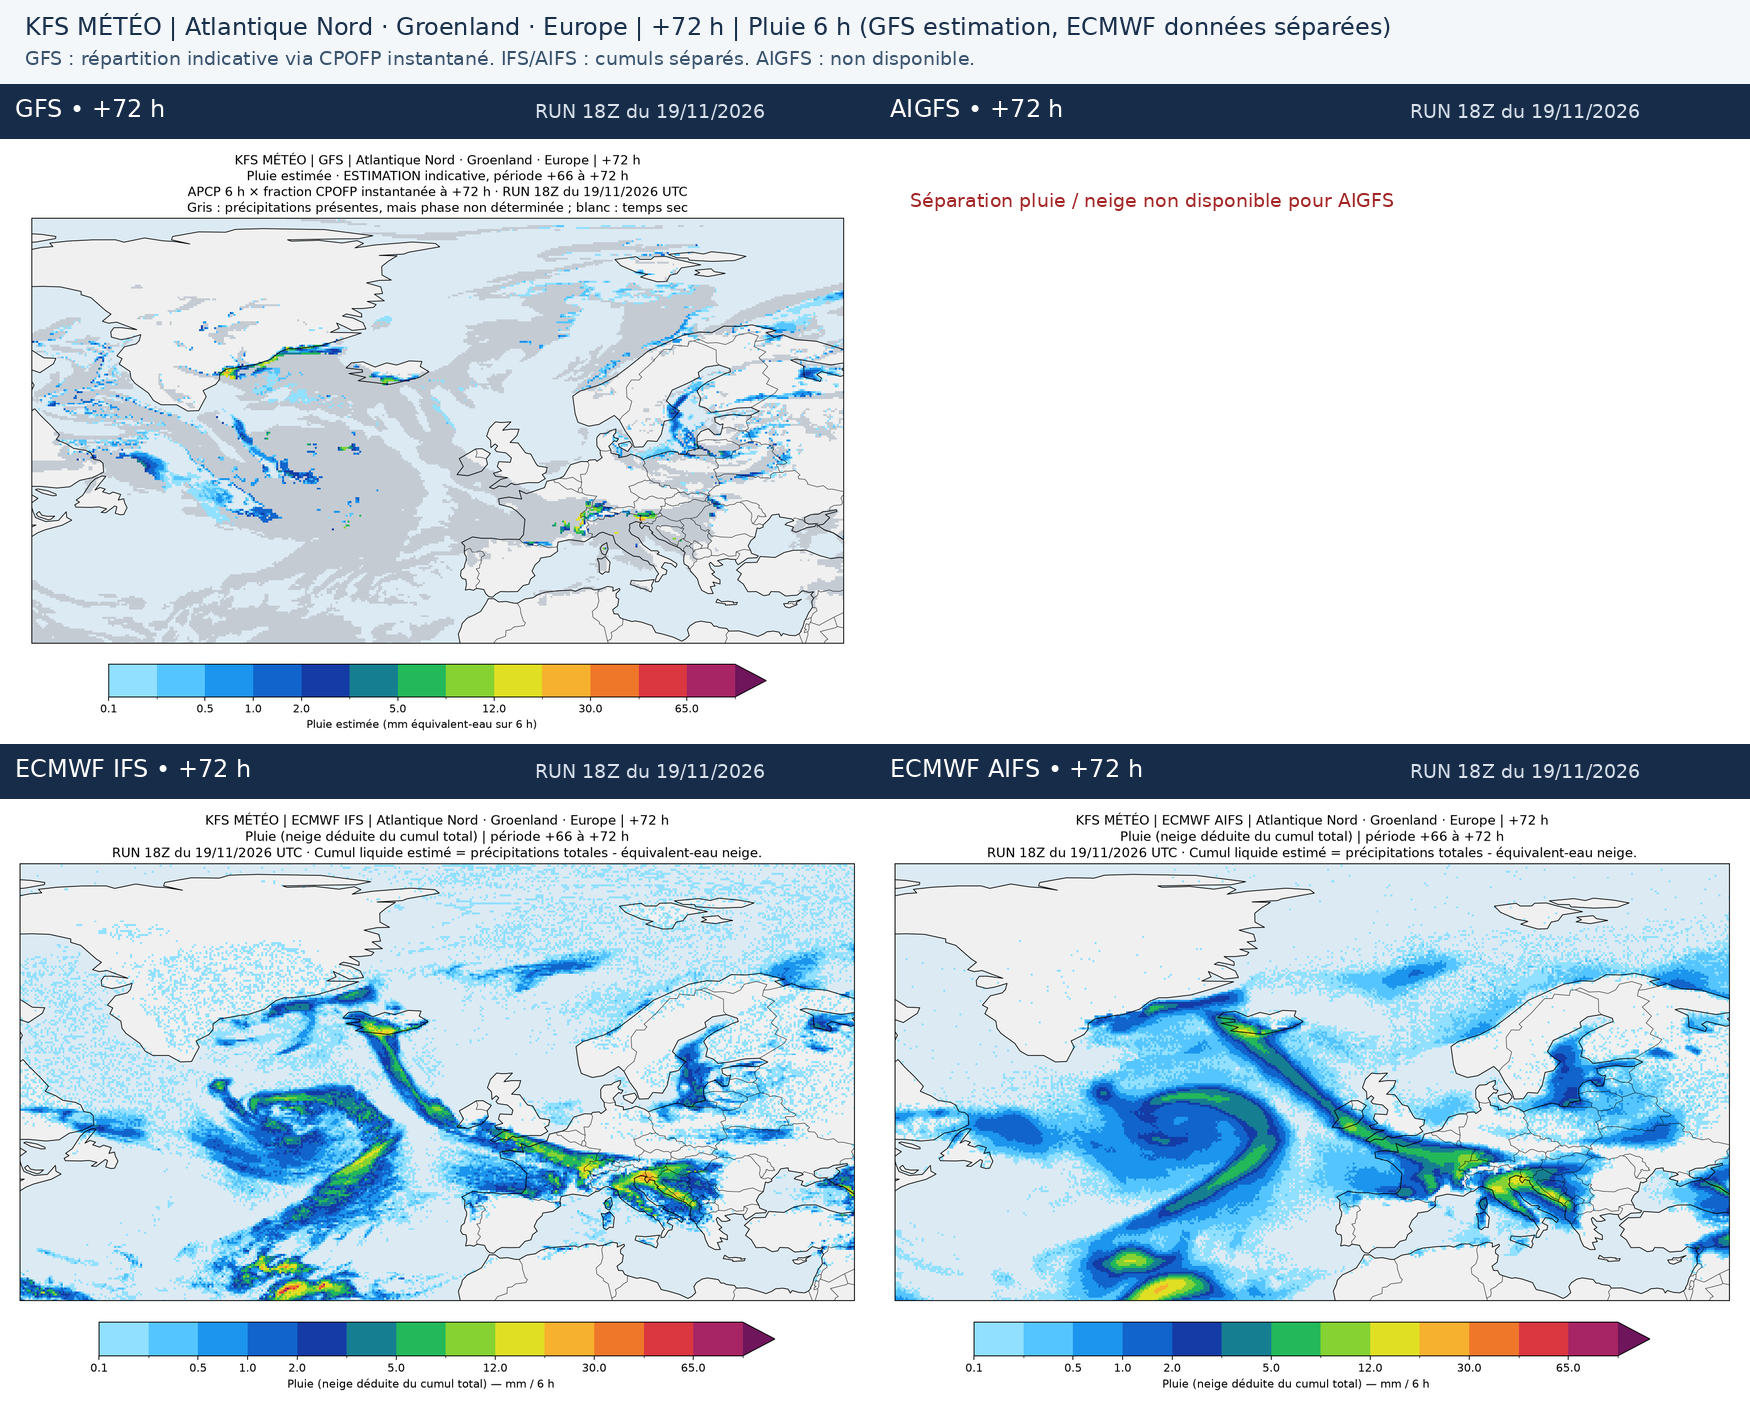 KFS MÉTÉO | Atlantique Nord · Groenland · Europe | +72 h | Pluie 6 h (GFS estimation, ECMWF données séparées)
GFS : répartition indicative via CPOFP instantané. IFS/AIFS : cumuls séparés. AIGFS : non disponible.
GFS • +72 h
RUN 18Z du 19/11/2026
AIGFS • +72 h
RUN 18Z du 19/11/2026
KFS MÉTÉO | GFS | Atlantique Nord · Groenland · Europe | +72 h
Pluie estimée · ESTIMATION indicative, période +66 à +72 h
APCP 6 h × fraction CPOFP instantanée à +72 h · RUN 18Z du 19/11/2026 UTC
Gris : précipitations présentes, mais phase non déterminée ; blanc : temps sec
Séparation pluie / neige non disponible pour AIGFS
0.1 0.5 1.0 2.0 5.0 12.0 30.0 65.0
Pluie estimée (mm équivalent-eau sur 6 h)
ECMWF IFS • +72 h
RUN 18Z du 19/11/2026
ECMWF AIFS • +72 h
RUN 18Z du 19/11/2026
KFS MÉTÉO | ECMWF IFS | Atlantique Nord · Groenland · Europe | +72 h
Pluie (neige déduite du cumul total) | période +66 à +72 h
RUN 18Z du 19/11/2026 UTC · Cumul liquide estimé = précipitations totales - équivalent-eau neige.
KFS MÉTÉO | ECMWF AIFS | Atlantique Nord · Groenland · Europe | +72 h
Pluie (neige déduite du cumul total) | période +66 à +72 h
RUN 18Z du 19/11/2026 UTC · Cumul liquide estimé = précipitations totales - équivalent-eau neige.
0.1 0.5 1.0 2.0 5.0 12.0 30.0 65.0
Pluie (neige déduite du cumul total) — mm / 6 h
0.1 0.5 1.0 2.0 5.0 12.0 30.0 65.0
Pluie (neige déduite du cumul total) — mm / 6 h